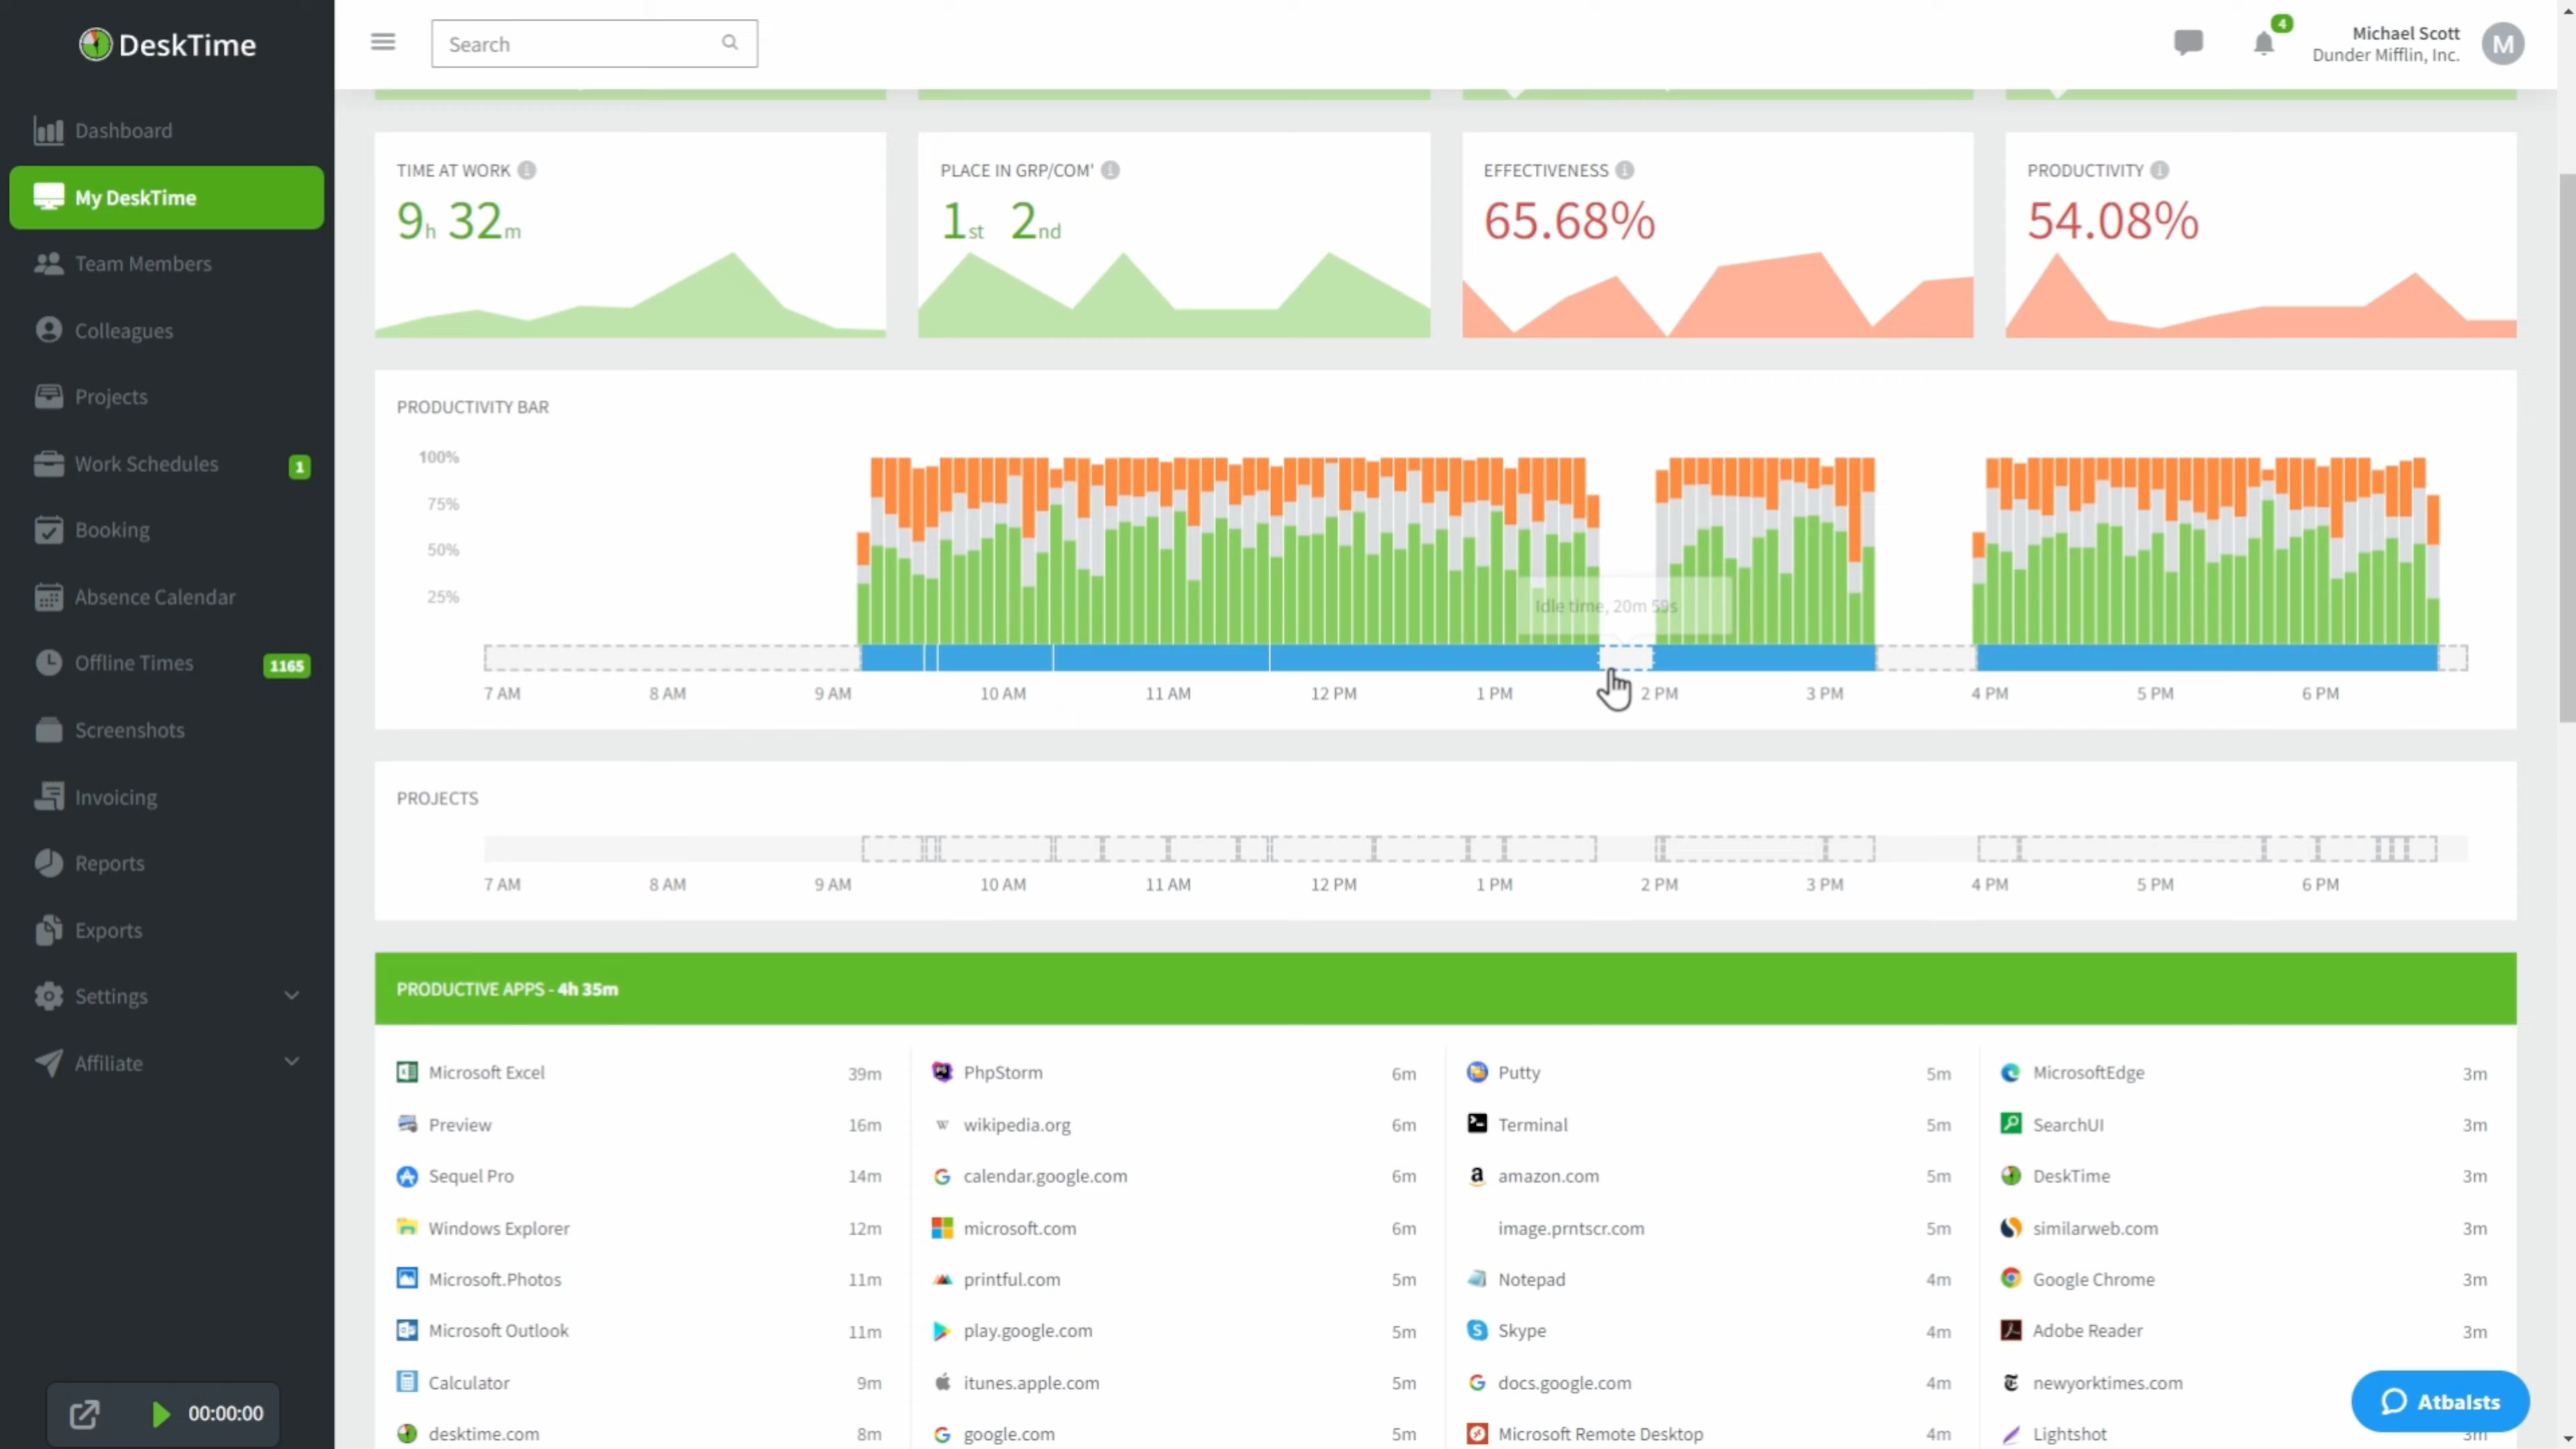 DeskTime
Search
4
Michael Scott
Dunder Mifflin, Inc.
M
Dashboard
My DeskTime
Team Members
Colleagues
Projects
Work Schedules 1
Booking
Absence Calendar
Offline Times 1165
Screenshots
Invoicing
Reports
Exports
Settings
Affiliate
00:00:00
TIME AT WORK
9h 32m
PLACE IN GRP/COM'
1st 2nd
EFFECTIVENESS
65.68%
PRODUCTIVITY
54.08%
PRODUCTIVITY BAR
100%
75%
50%
25%
Idle time, 20m 59s
7 AM 8 AM 9 AM 10 AM 11 AM 12 PM 1 PM 2 PM 3 PM 4 PM 5 PM 6 PM
PROJECTS
7 AM 8 AM 9 AM 10 AM 11 AM 12 PM 1 PM 2 PM 3 PM 4 PM 5 PM 6 PM
PRODUCTIVE APPS - 4h 35m
Microsoft Excel 39m
Preview 16m
Sequel Pro 14m
Windows Explorer 12m
Microsoft.Photos 11m
Microsoft Outlook 11m
Calculator 9m
desktime.com 8m
PhpStorm 6m
wikipedia.org 6m
calendar.google.com 6m
microsoft.com 6m
printful.com 5m
play.google.com 5m
itunes.apple.com 5m
google.com 5m
Putty 5m
Terminal 5m
amazon.com 5m
image.prntscr.com 5m
Notepad 4m
Skype 4m
docs.google.com 4m
Microsoft Remote Desktop 4m
MicrosoftEdge 3m
SearchUI 3m
DeskTime 3m
similarweb.com 3m
Google Chrome 3m
Adobe Reader 3m
newyorktimes.com
Lightshot 3m
Atbalsts